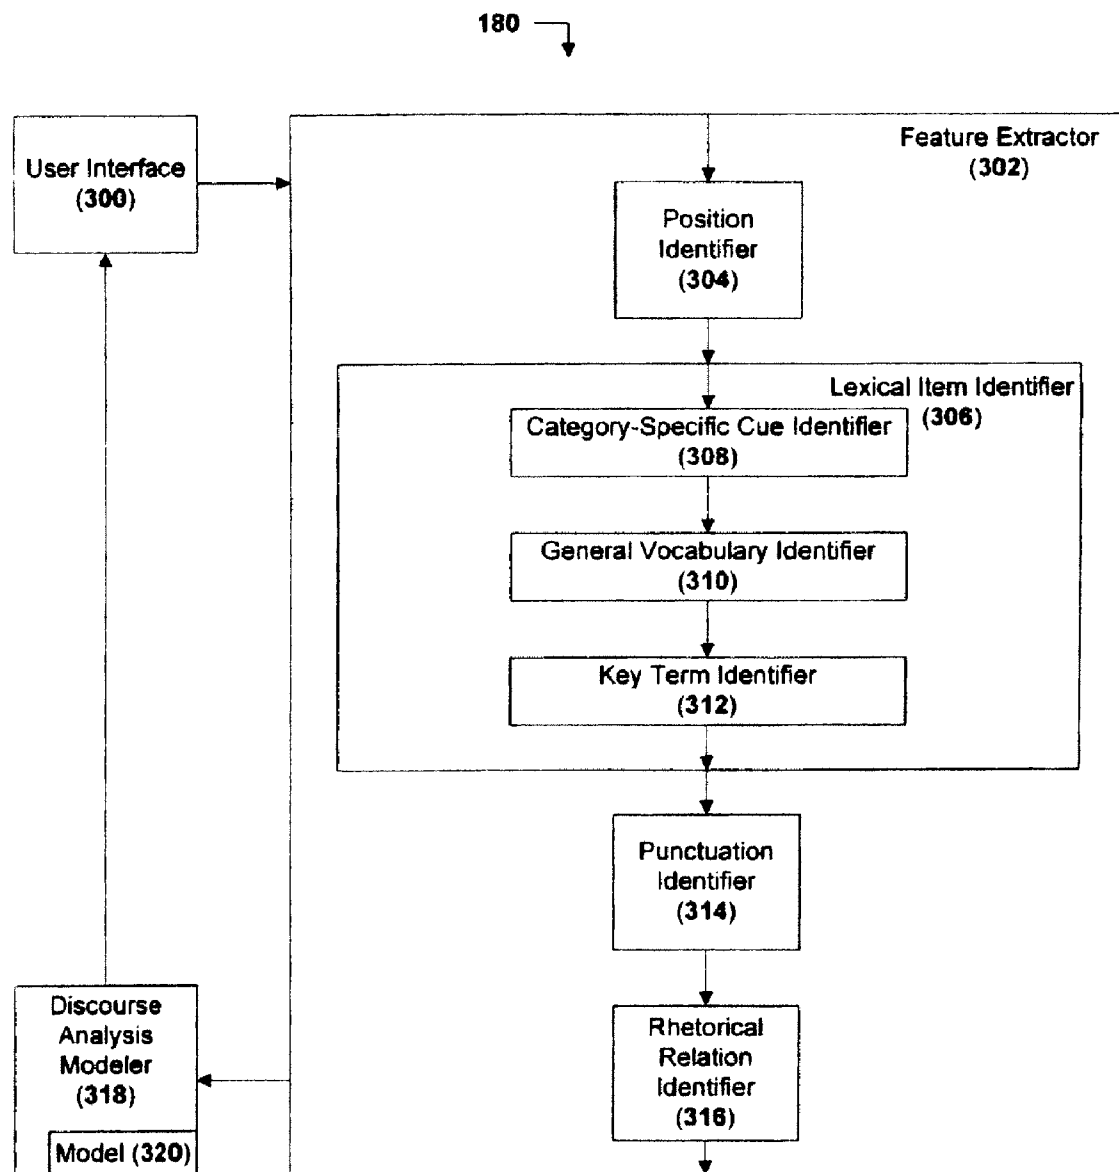 180
User Interface
(300)
Feature Extractor
(302)
Position
Identifier
(304)
Lexical Item Identifier
(306)
Category-Specific Cue Identifier
(308)
General Vocabulary Identifier
(310)
Key Term Identifier
(312)
Punctuation
Identifier
(314)
Rhetorical
Relation
Identifier
(316)
Discourse
Analysis
Modeler
(318)
Model (320)